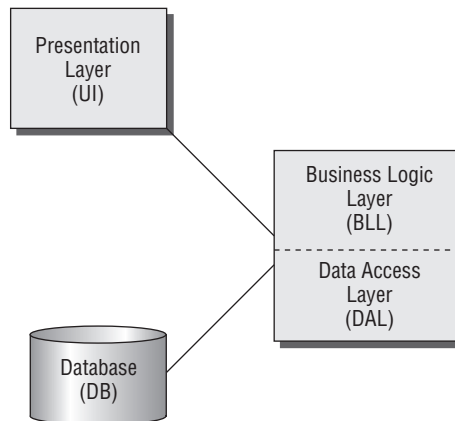 Presentation
Layer
(UI)
Business Logic
Layer
(BLL)
Data Access
Layer
(DAL)
Database
(DB)